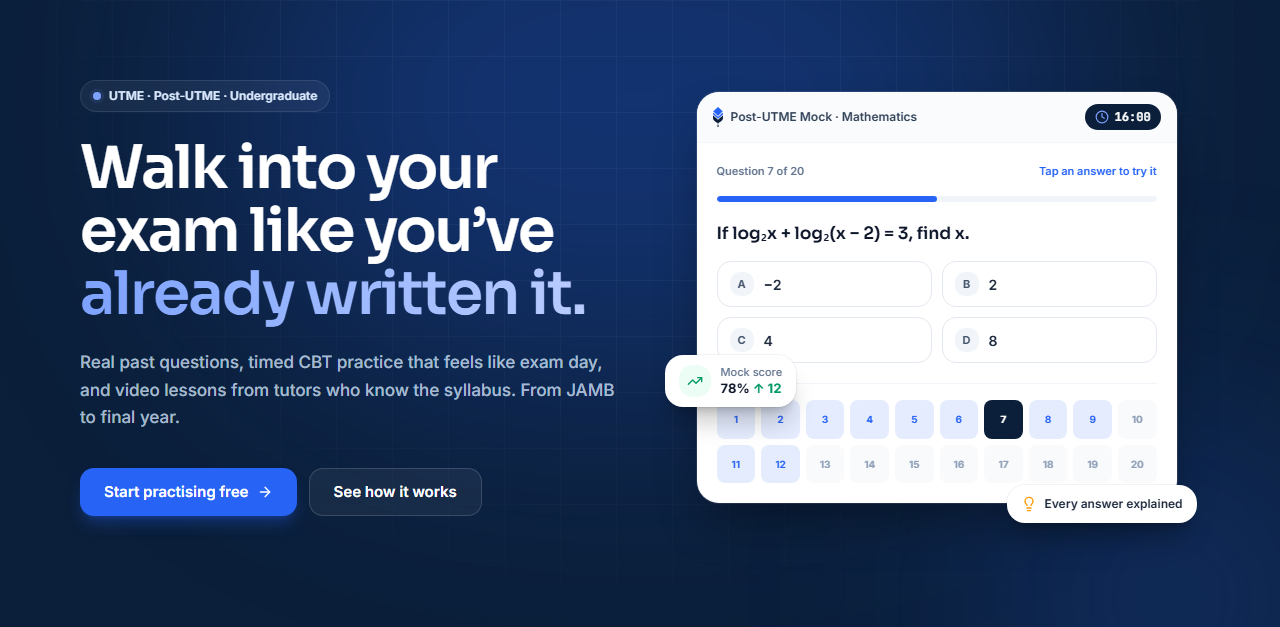 UTME · Post-UTME · Undergraduate
Walk into your
exam like you’ve
already written it.
Real past questions, timed CBT practice that feels like exam day,
and video lessons from tutors who know the syllabus. From JAMB
to final year.
Start practising free →
See how it works
Post-UTME Mock · Mathematics
16:00
Question 7 of 20
Tap an answer to try it
If log₂x + log₂(x − 2) = 3, find x.
A −2
B 2
C 4
D 8
Mock score
78% ↑ 12
1 2 3 4 5 6 7 8 9 10
11 12 13 14 15 16 17 18 19 20
Every answer explained